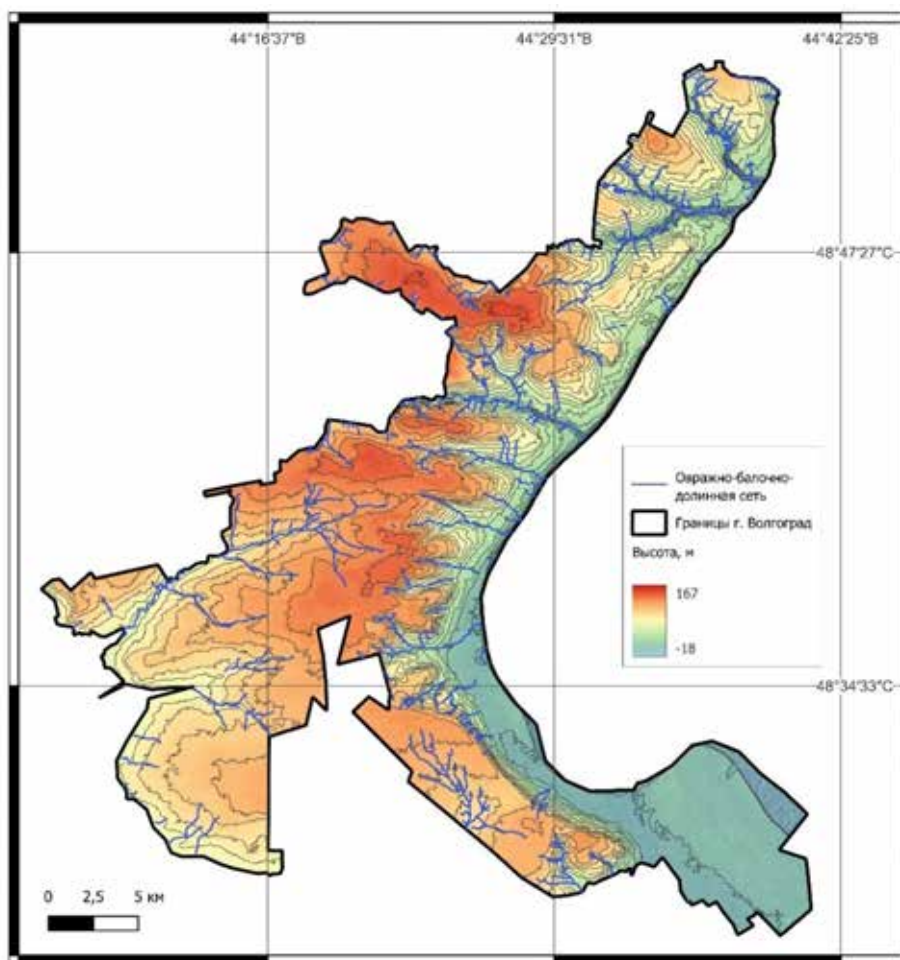 44°16'37"В 44°29'31"В 44°42'25"В
48°47'27"С
Овражно-балочно-
долинная сеть
Границы г. Волгоград
Высота, м
167
-18
48°34'33"С
0 2,5 5 км